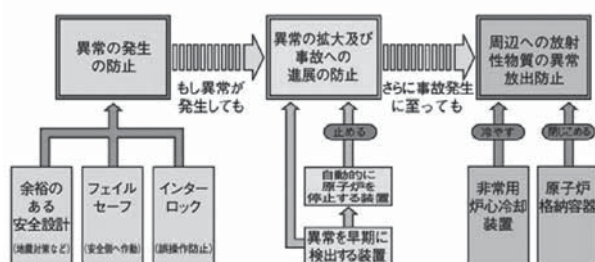 異常の発生
の防止
もし異常が
発生しても
異常の拡大及び
事故への
進展の防止
さらに事故発生
に至っても
周辺への放射
性物質の異常
放出防止
止める
冷やす
閉じこめる
余裕の
ある
安全設計
(地震対策など)
フェイル
セーフ
(安全側へ作動)
インター
ロック
(誤操作防止)
自動的に
原子炉を
停止する装置
異常を早期に
検出する装置
非常用
炉心冷却
装置
原子炉
格納容器